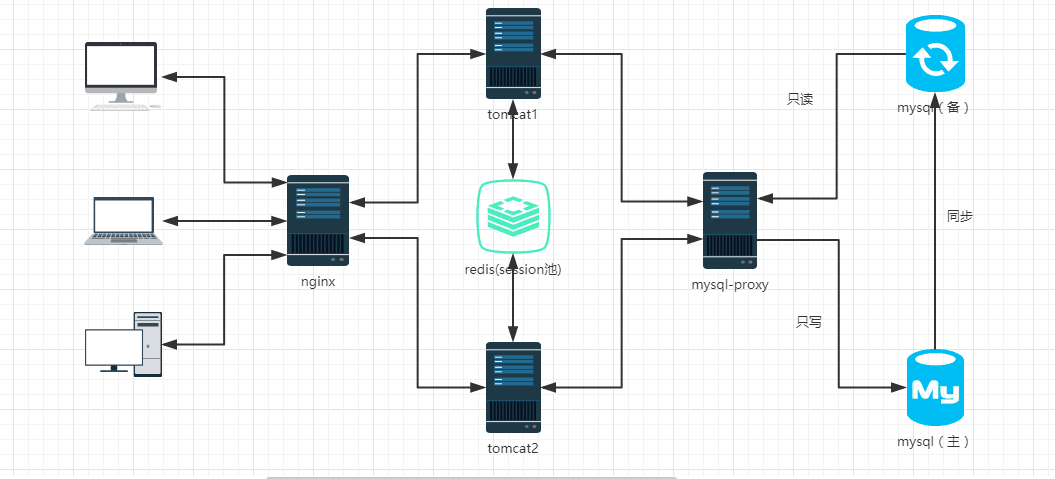 tomcat1
只读
mysql（备）
同步
redis(session池)
nginx
mysql-proxy
只写
My
mysql（主）
tomcat2